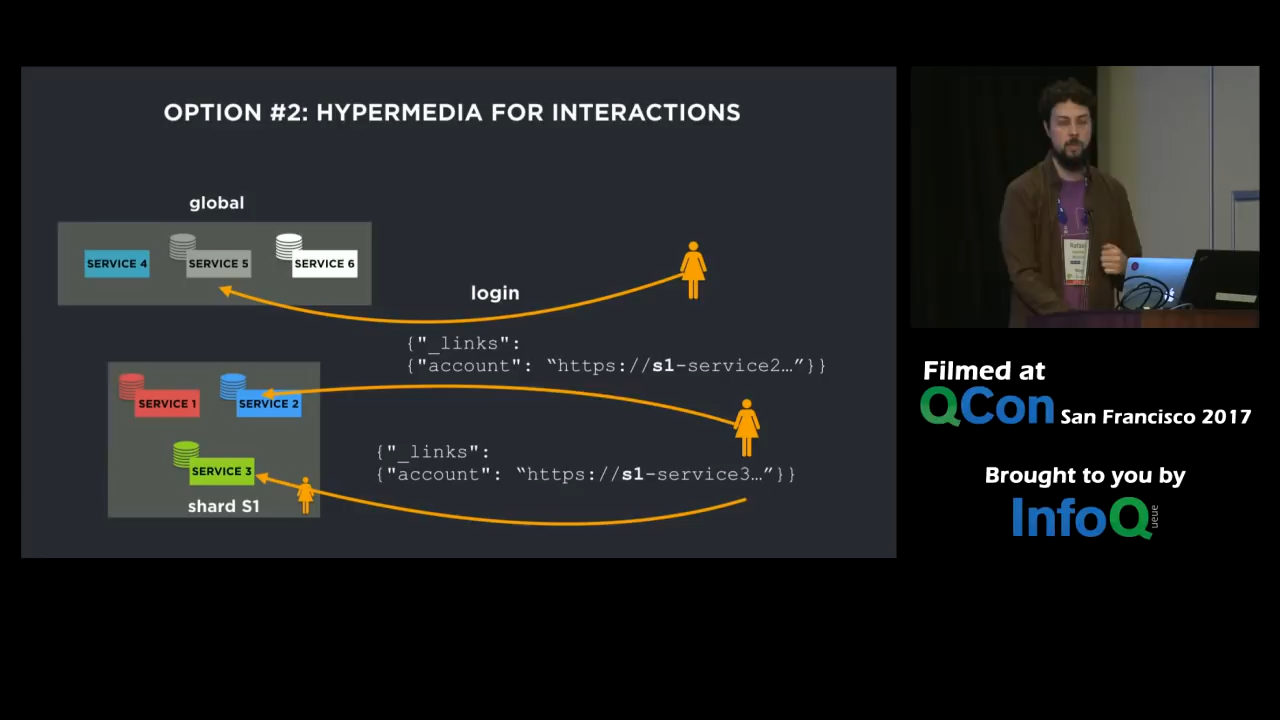 OPTION #2: HYPERMEDIA FOR INTERACTIONS
global
SERVICE 4
SERVICE 5
SERVICE 6
login
{"_links":
{"account": “https://s1-service2…”}}
SERVICE 1
SERVICE 2
{"_links":
{"account": “https://s1-service3…”}}
SERVICE 3
shard S1
Filmed at
QCon San Francisco 2017
Brought to you by
InfoQ
ueue